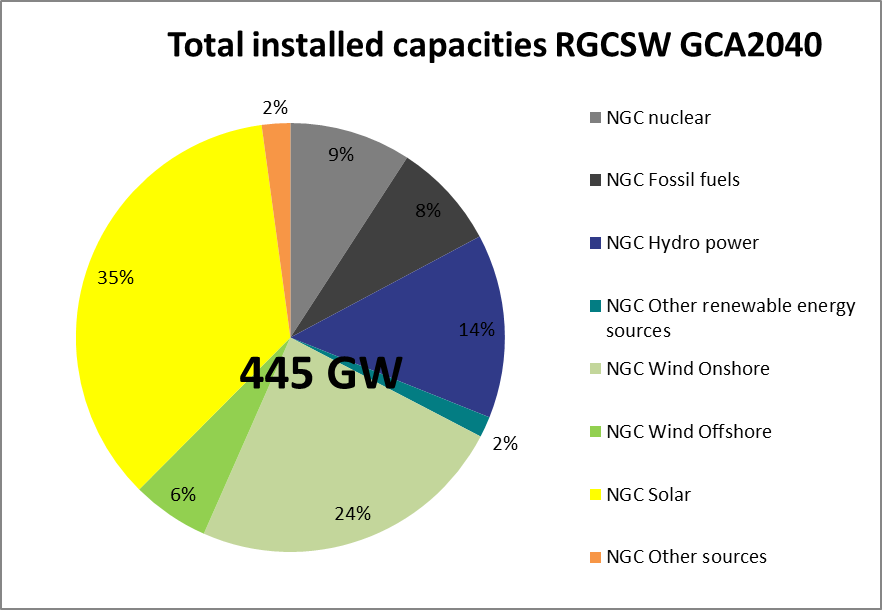 Total installed capacities RGCSW GCA2040
2%
9%
8%
14%
2%
24%
6%
35%
445 GW
NGC nuclear
NGC Fossil fuels
NGC Hydro power
NGC Other renewable energy
sources
NGC Wind Onshore
NGC Wind Offshore
NGC Solar
NGC Other sources